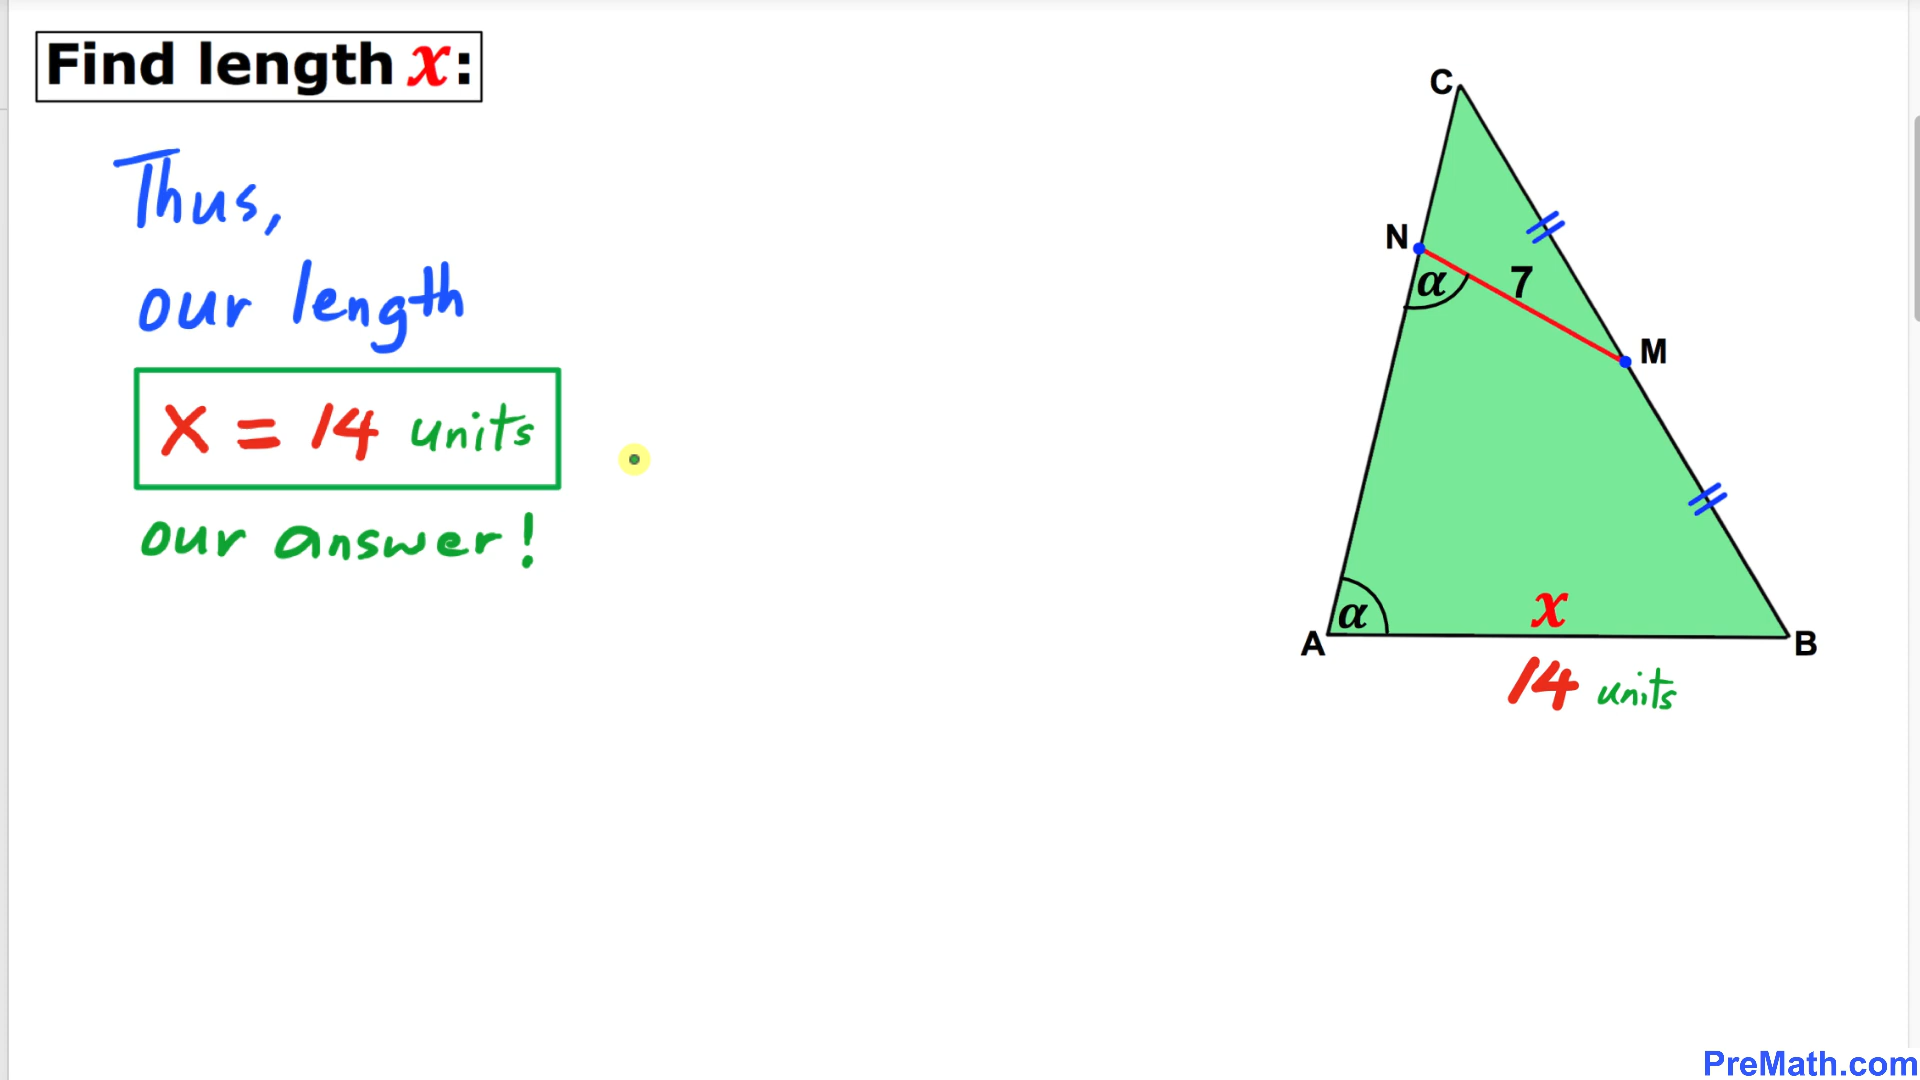 Find length x:
Thus,
our length
X = 14 units
our answer!
C
N
α
7
M
α
x
A
B
14 units
PreMath.com